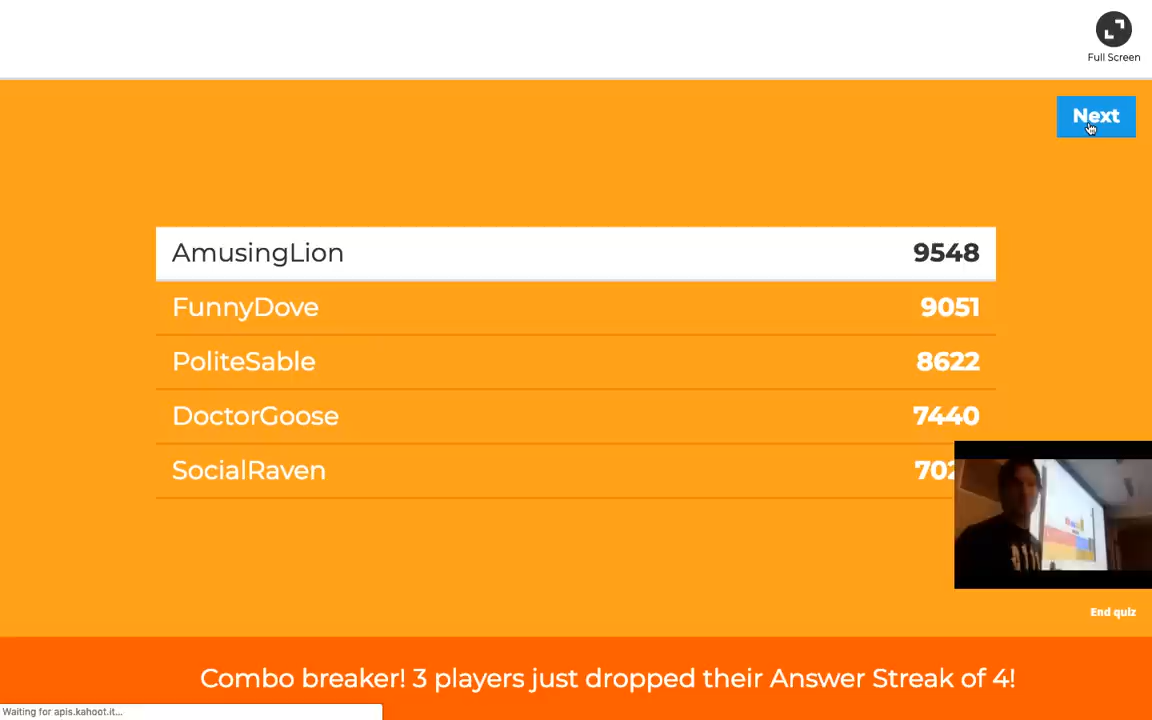 Full Screen
Next
AmusingLion 9548
FunnyDove 9051
PoliteSable 8622
DoctorGoose 7440
SocialRaven
End quiz
Combo breaker! 3 players just dropped their Answer Streak of 4!
Waiting for apis.kahoot.it...